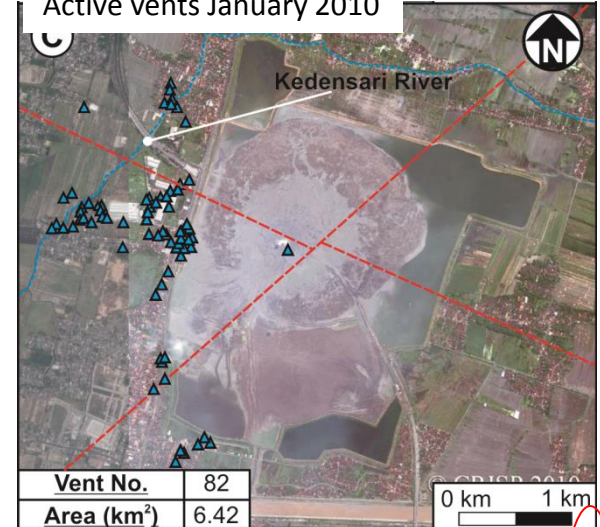 Active vents January 2010
C
N
Kedensari River
© CRISP 2010
Vent No. 82
Area (km²) 6.42
0 km 1 km